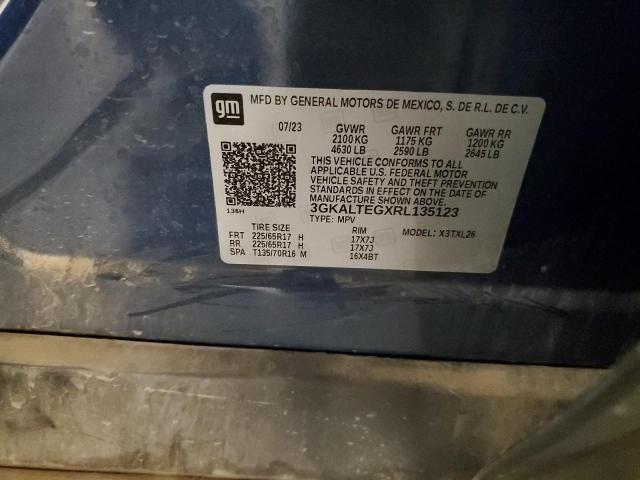 gm
MFD BY GENERAL MOTORS DE MEXICO, S. DE R.L. DE C.V.
07/23 GVWR GAWR FRT GAWR RR
2100 KG 1175 KG 1200 KG
4630 LB 2590 LB 2645 LB
THIS VEHICLE CONFORMS TO ALL
APPLICABLE U.S. FEDERAL MOTOR
VEHICLE SAFETY AND THEFT PREVENTION
STANDARDS IN EFFECT ON THE DATE OF
MANUFACTURE SHOWN ABOVE.
3GKALTEGXRL135123
136H TYPE: MPV
TIRE SIZE RIM MODEL: X3TXL26
FRT 225/65R17 H 17X7J
RR 225/65R17 H 17X7J
SPA T135/70R16 M 16X4BT